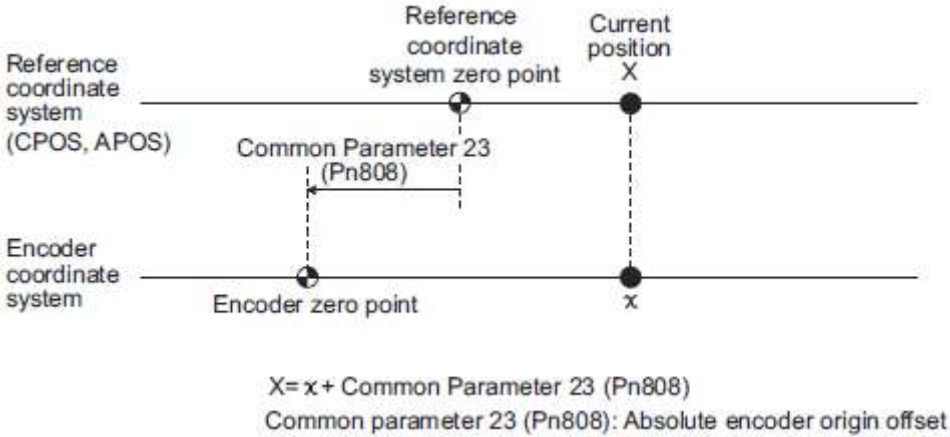 Reference
coordinate
system zero point
Current
position
X
Reference
coordinate
system
(CPOS, APOS)
Common Parameter 23
(Pn808)
Encoder
coordinate
system
Encoder zero point
x
X= x + Common Parameter 23 (Pn808)
Common parameter 23 (Pn808): Absolute encoder origin offset